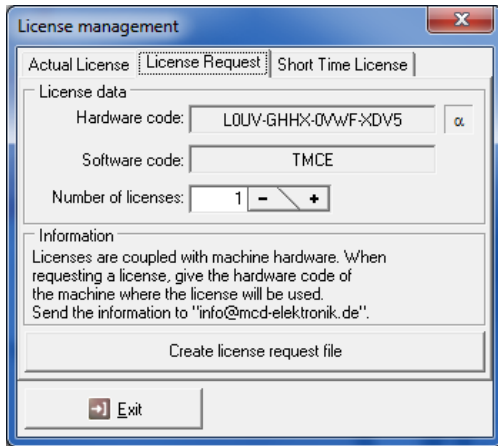 License management
Actual License License Request Short Time License
License data
Hardware code: L0UV-GHHX-0VWF-XDV5 α
Software code: TMCE
Number of licenses: 1 - +
Information
Licenses are coupled with machine hardware. When
requesting a license, give the hardware code of
the machine where the license will be used.
Send the information to "info@mcd-elektronik.de".
Create license request file
Exit